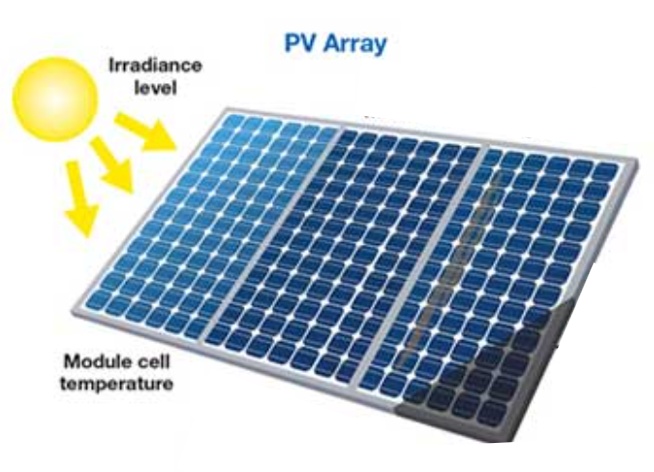 PV Array
Irradiance
level
Module cell
temperature